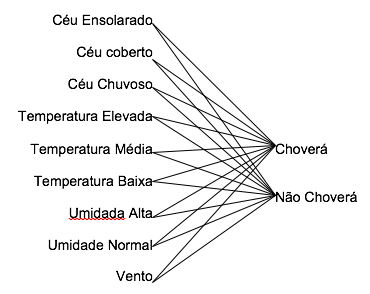 Céu Ensolarado
Céu coberto
Céu Chuvoso
Temperatura Elevada
Temperatura Média
Temperatura Baixa
Umidada Alta
Umidade Normal
Vento
Choverá
Não Choverá